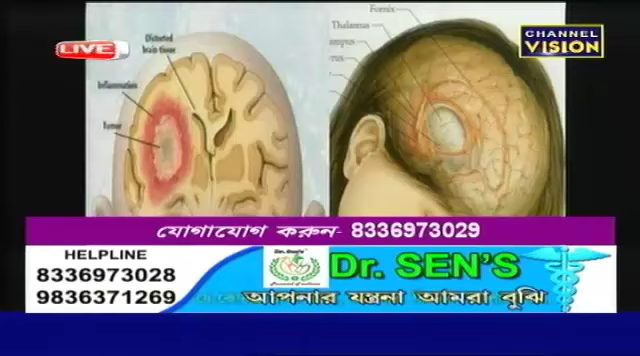 LIVE
CHANNEL
VISION
Distorted
brain tissue
Inflammation
Tumor
Fornix
Thalamus
যোগাযোগ করুন- 8336973029
HELPLINE
8336973028
9836371269
Dr. SEN'S
আপনার যন্ত্রনা আমরা বুঝি